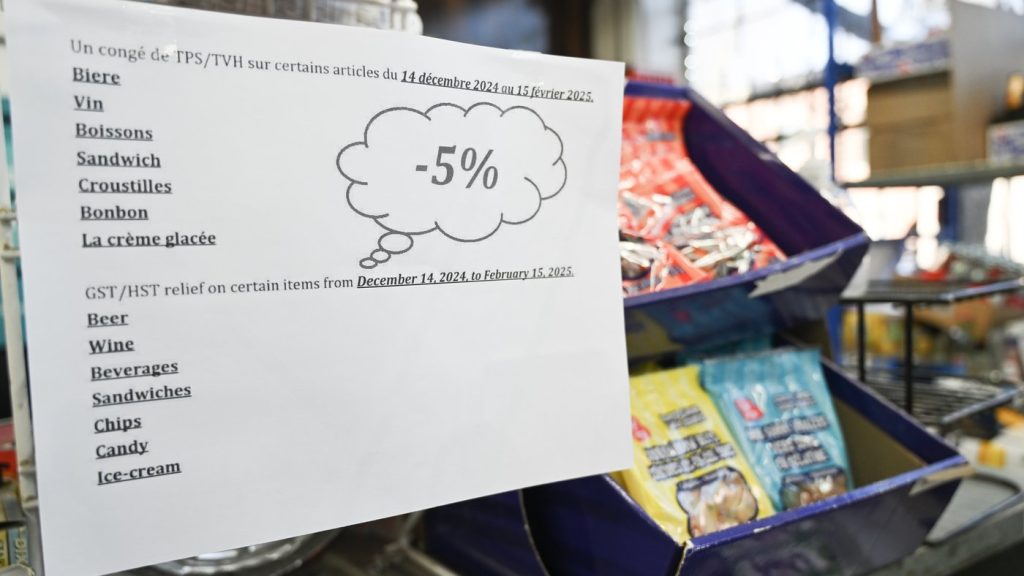 Un congé de TPS/TVH sur certains articles du 14 décembre 2024 au 15 février 2025.
Biere
Vin
Boissons
Sandwich
Croustilles
Bonbon
La crème glacée
-5%
GST/HST relief on certain items from December 14, 2024, to February 15, 2025.
Beer
Wine
Beverages
Sandwiches
Chips
Candy
Ice-cream